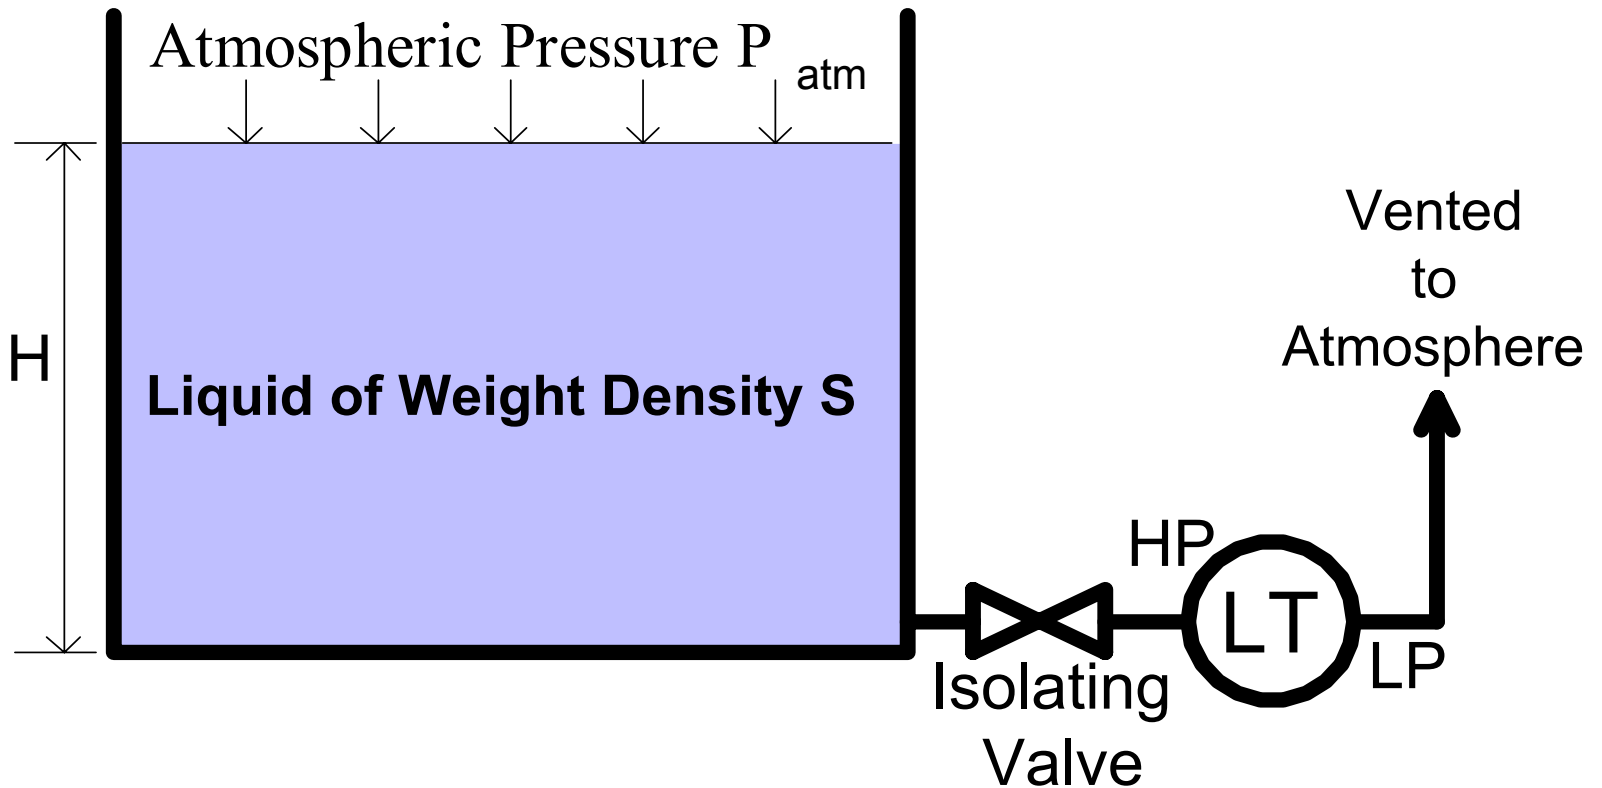 Atmospheric Pressure P atm
Vented
to
Atmosphere
H
Liquid of Weight Density S
HP
LT
LP
Isolating
Valve